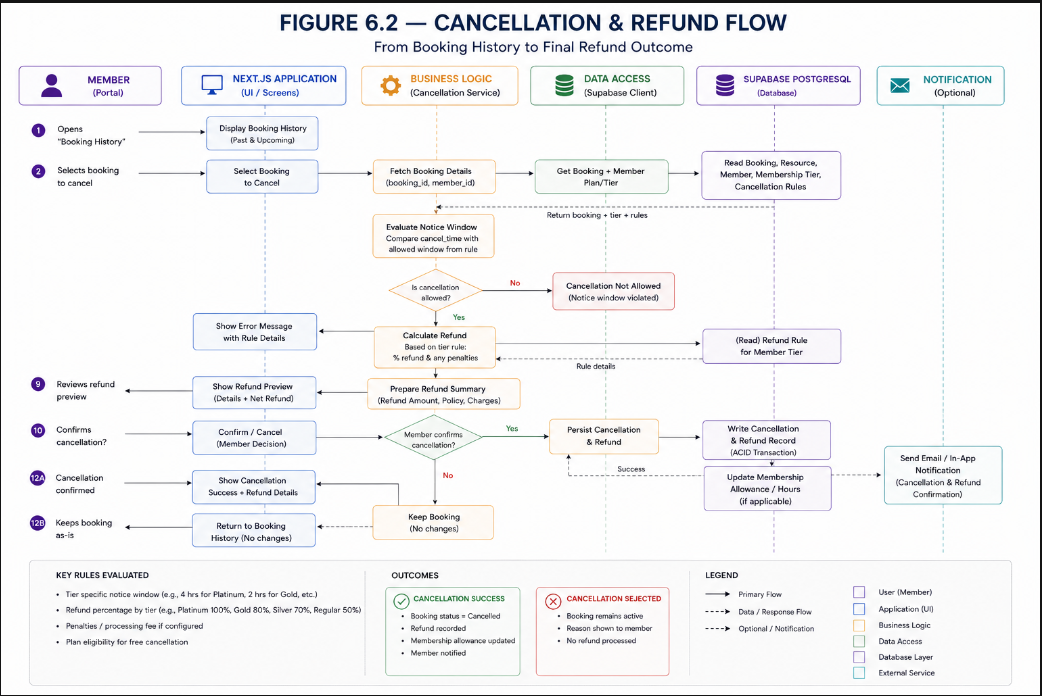 FIGURE 6.2 — CANCELLATION & REFUND FLOW
From Booking History to Final Refund Outcome
MEMBER
(Portal)
NEXT.JS APPLICATION
(UI / Screens)
BUSINESS LOGIC
(Cancellation Service)
DATA ACCESS
(Supabase Client)
SUPABASE POSTGRESQL
(Database)
NOTIFICATION
(Optional)
1
Opens
"Booking History"
Display Booking History
(Past & Upcoming)
2
Selects booking
to cancel
Select Booking
to Cancel
Fetch Booking Details
(booking_id, member_id)
Get Booking + Member
Plan/Tier
Read Booking, Resource,
Member, Membership Tier,
Cancellation Rules
Return booking + tier + rules
Evaluate Notice Window
Compare cancel_time with
allowed window from rule
Is cancellation
allowed?
No
Cancellation Not Allowed
(Notice window violated)
Yes
Show Error Message
with Rule Details
Calculate Refund
Based on tier rule:
% refund & any penalties
(Read) Refund Rule
for Member Tier
Rule details
9
Reviews refund
preview
Show Refund Preview
(Details + Net Refund)
Prepare Refund Summary
(Refund Amount, Policy, Charges)
10
Confirms
cancellation?
Confirm / Cancel
(Member Decision)
Member confirms
cancellation?
Yes
Persist Cancellation
& Refund
Write Cancellation
& Refund Record
(ACID Transaction)
No
Success
Update Membership
Allowance / Hours
(if applicable)
Send Email / In-App
Notification
(Cancellation & Refund
Confirmation)
12A
Cancellation
confirmed
Show Cancellation
Success + Refund Details
12B
Keeps booking
as-is
Return to Booking
History (No changes)
Keep Booking
(No changes)
KEY RULES EVALUATED
• Tier specific notice window (e.g., 4 hrs for Platinum, 2 hrs for Gold, etc.)
• Refund percentage by tier (e.g., Platinum 100%, Gold 80%, Silver 70%, Regular 50%)
• Penalties / processing fee if configured
• Plan eligibility for free cancellation
OUTCOMES
CANCELLATION SUCCESS
• Booking status = Cancelled
• Refund recorded
• Membership allowance updated
• Member notified
CANCELLATION SEJECTED
• Booking remains active
• Reason shown to member
• No refund processed
LEGEND
Primary Flow
Data / Response Flow
Optional / Notification
User (Member)
Application (UI)
Business Logic
Data Access
Database Layer
External Service